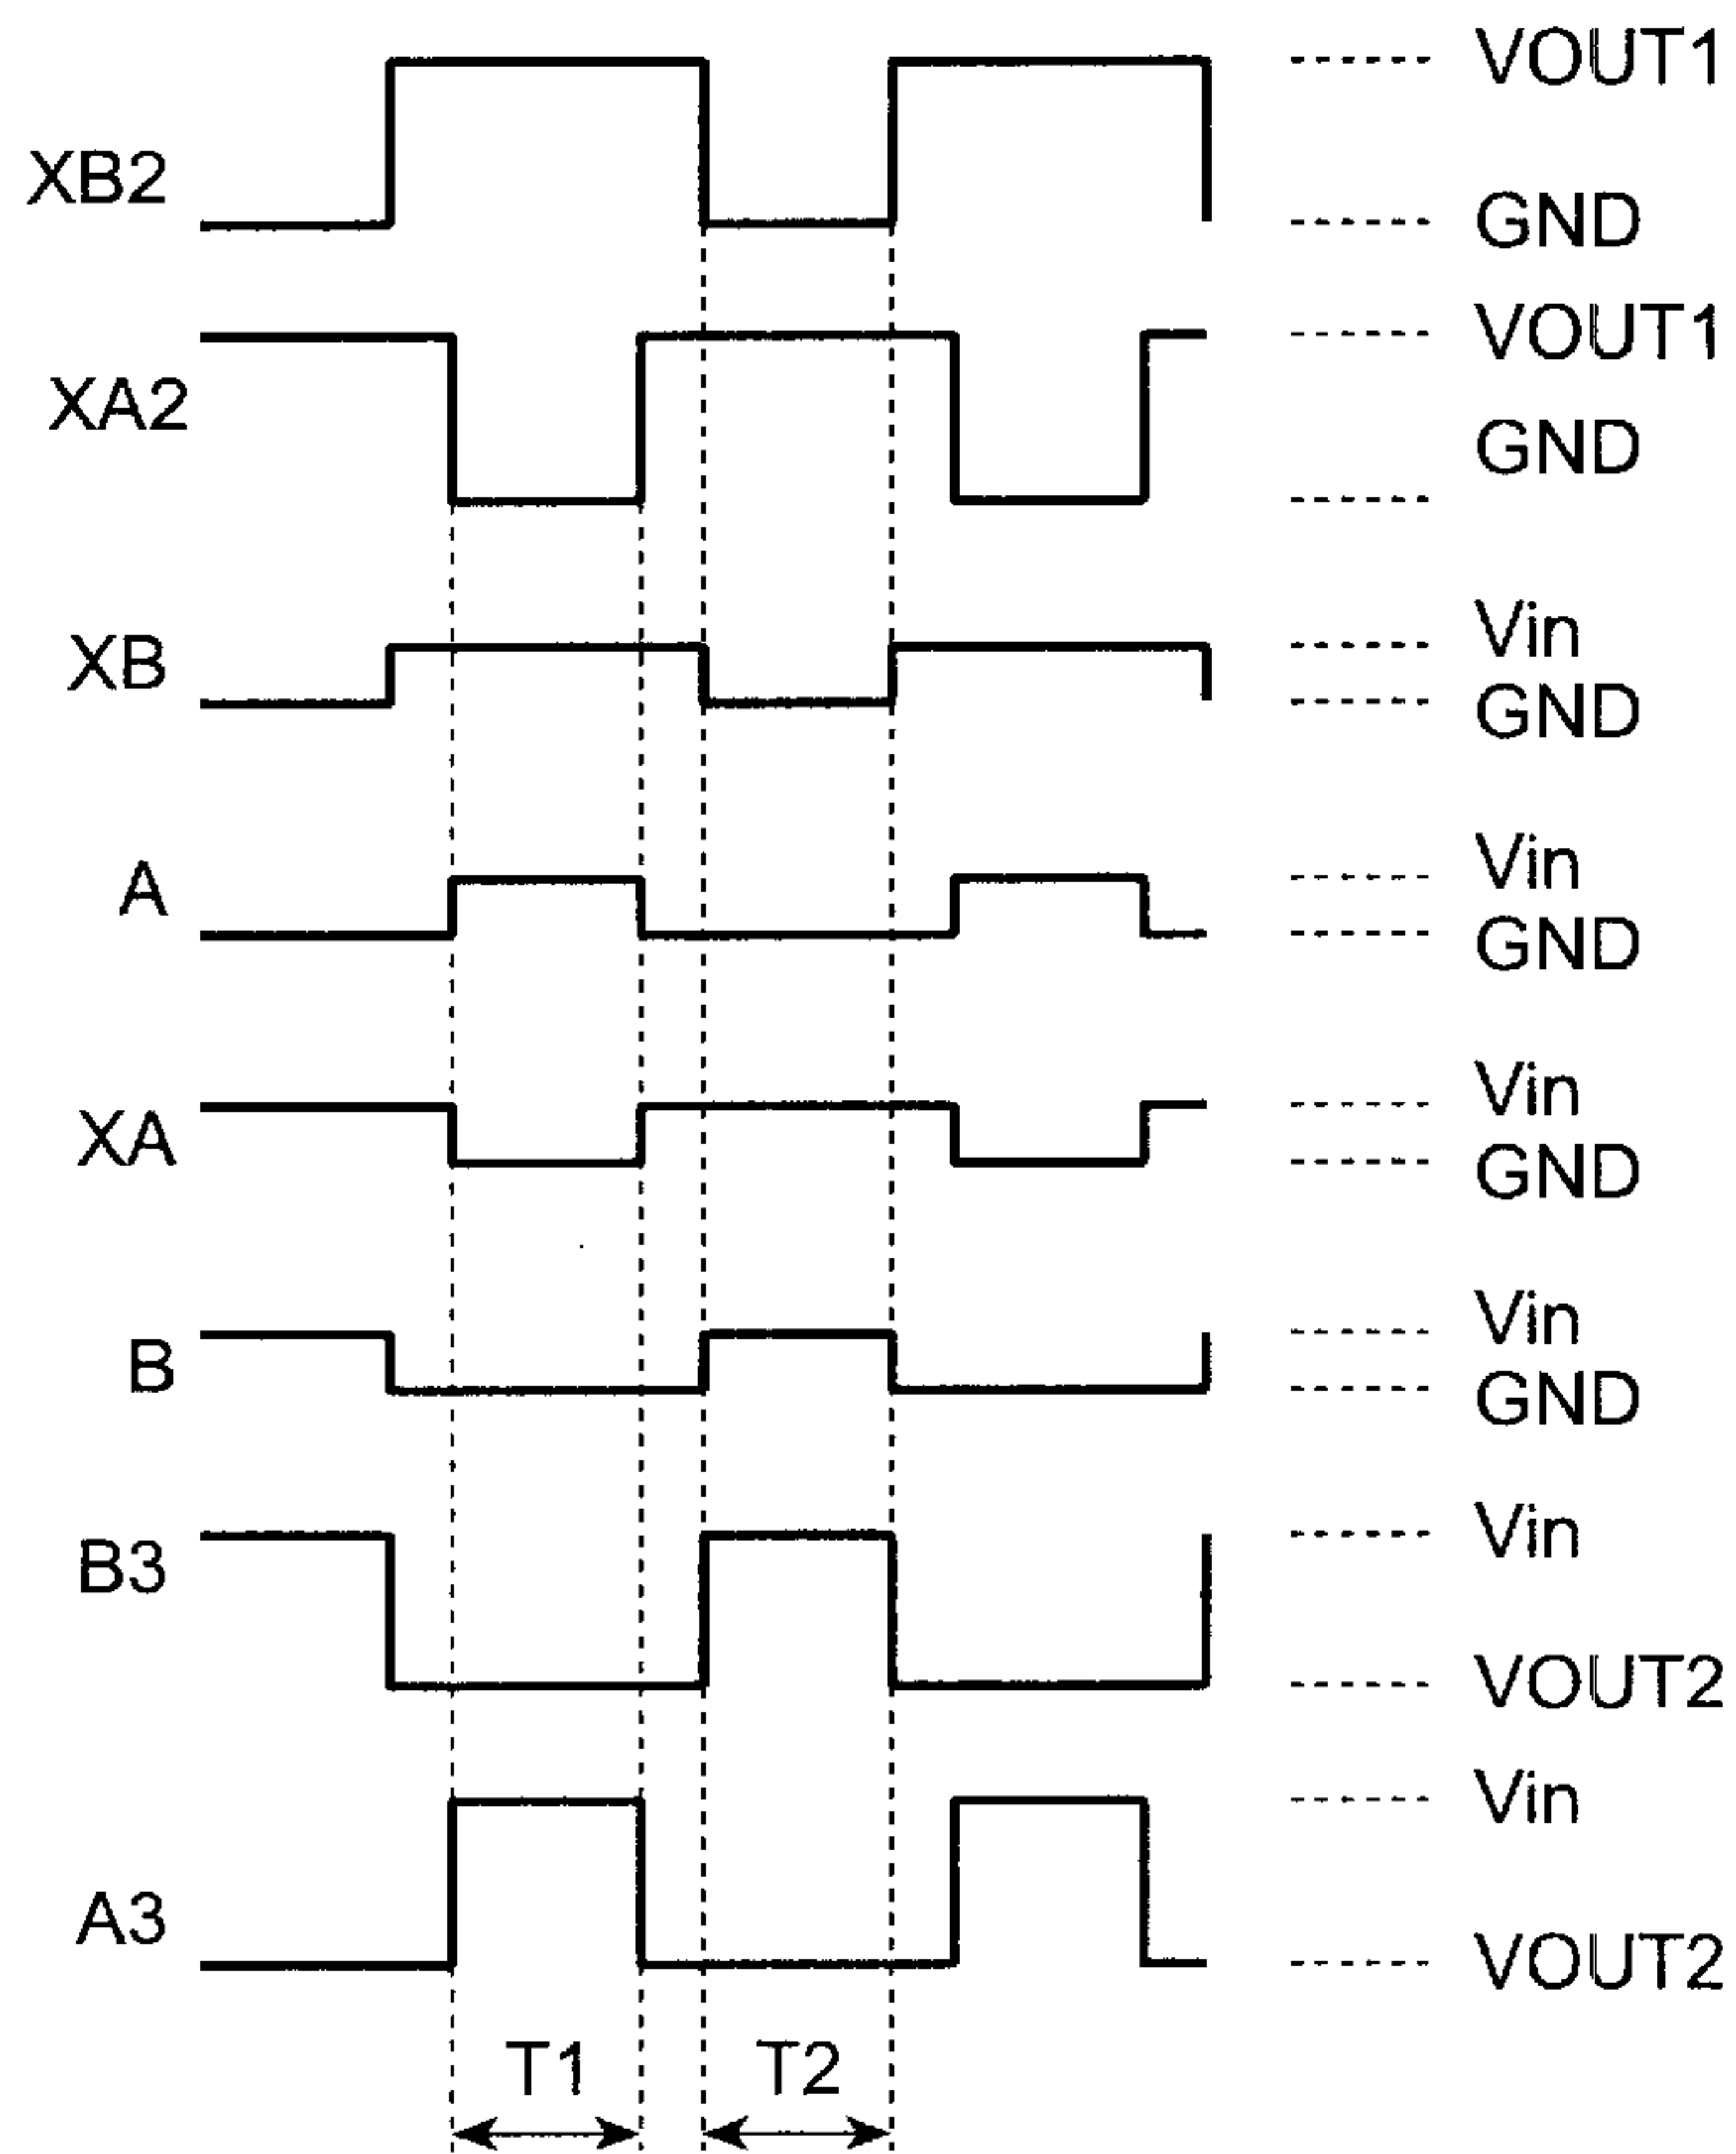 VOUT1
XB2
GND
VOUT1
XA2
GND
Vin
XB
GND
Vin
A
GND
Vin
XA
GND
Vin
B
GND
Vin
B3
VOUT2
Vin
A3
VOUT2
T1 T2